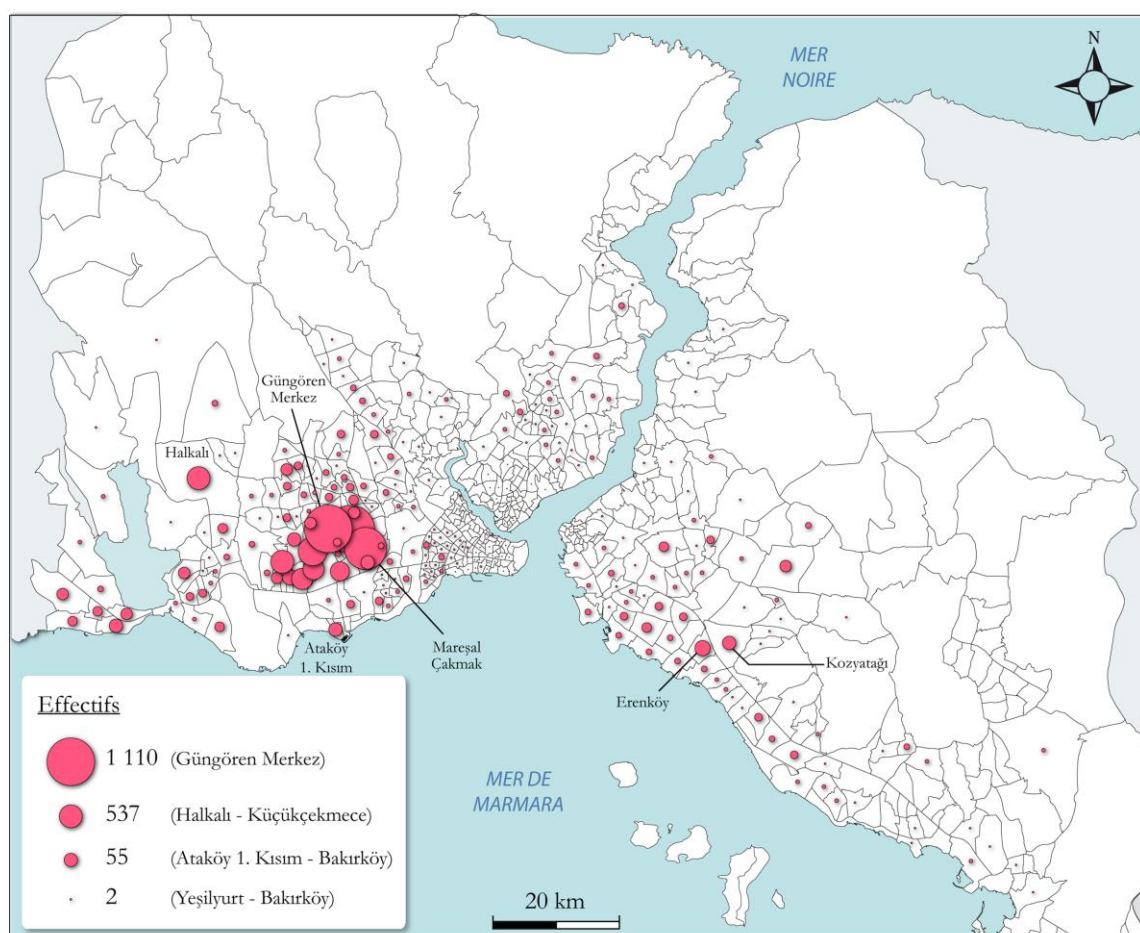 MER
NOIRE
N
Güngören
Merkez
Halkalı
Ataköy
1. Kısım
Mareşal
Çakmak
Kozyatağı
Erenköy
MER DE
MARMARA
Effectifs
1 110 (Güngören Merkez)
537 (Halkalı - Küçükçekmece)
55 (Ataköy 1. Kısım - Bakırköy)
2 (Yeşilyurt - Bakırköy)
20 km